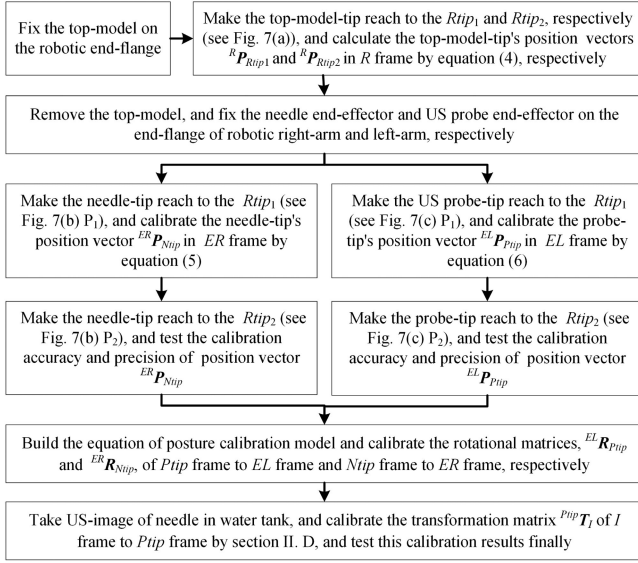 Fix the top-model on
the robotic end-flange
Make the top-model-tip reach to the Rtip₁ and Rtip₂, respectively
(see Fig. 7(a)), and calculate the top-model-tip's position vectors
ᴿP_Rtip1 and ᴿP_Rtip2 in R frame by equation (4), respectively
Remove the top-model, and fix the needle end-effector and US probe end-effector on the
end-flange of robotic right-arm and left-arm, respectively
Make the needle-tip reach to the Rtip₁ (see
Fig. 7(b) P₁), and calibrate the needle-tip's
position vector ᴱᴿP_Ntip in ER frame by
equation (5)
Make the US probe-tip reach to the Rtip₁
(see Fig. 7(c) P₁), and calibrate the probe-
tip's position vector ᴱᴸP_Ptip in EL frame by
equation (6)
Make the needle-tip reach to the Rtip₂ (see
Fig. 7(b) P₂), and test the calibration
accuracy and precision of position vector
ᴱᴿP_Ntip
Make the probe-tip reach to the Rtip₂ (see
Fig. 7(c) P₂), and test the calibration
accuracy and precision of position vector
ᴱᴸP_Ptip
Build the equation of posture calibration model and calibrate the rotational matrices, ᴱᴸR_Ptip
and ᴱᴿR_Ntip, of Ptip frame to EL frame and Ntip frame to ER frame, respectively
Take US-image of needle in water tank, and calibrate the transformation matrix ᴾᵗⁱᵖT_I of I
frame to Ptip frame by section II. D, and test this calibration results finally